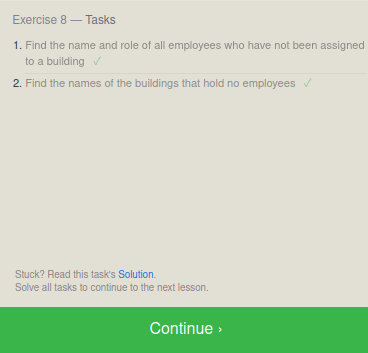 Exercise 8 — Tasks
1. Find the name and role of all employees who have not been assigned
to a building ✓
2. Find the names of the buildings that hold no employees ✓
Stuck? Read this task's Solution.
Solve all tasks to continue to the next lesson.
Continue ›